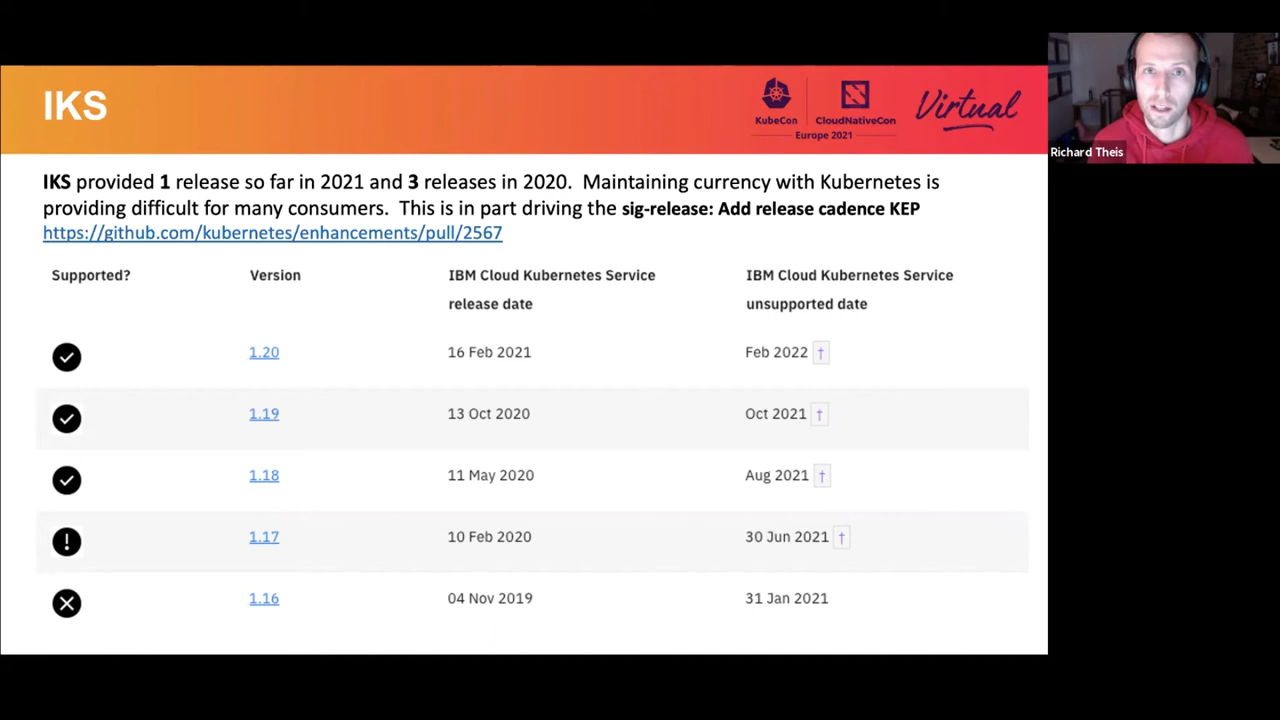 IKS
KubeCon
CloudNativeCon
Europe 2021
Virtual
Richard Theis
IKS provided 1 release so far in 2021 and 3 releases in 2020. Maintaining currency with Kubernetes is
providing difficult for many consumers. This is in part driving the sig-release: Add release cadence KEP
https://github.com/kubernetes/enhancements/pull/2567
Supported? Version IBM Cloud Kubernetes Service release date IBM Cloud Kubernetes Service unsupported date
1.20 16 Feb 2021 Feb 2022 †
1.19 13 Oct 2020 Oct 2021 †
1.18 11 May 2020 Aug 2021 †
1.17 10 Feb 2020 30 Jun 2021 †
1.16 04 Nov 2019 31 Jan 2021